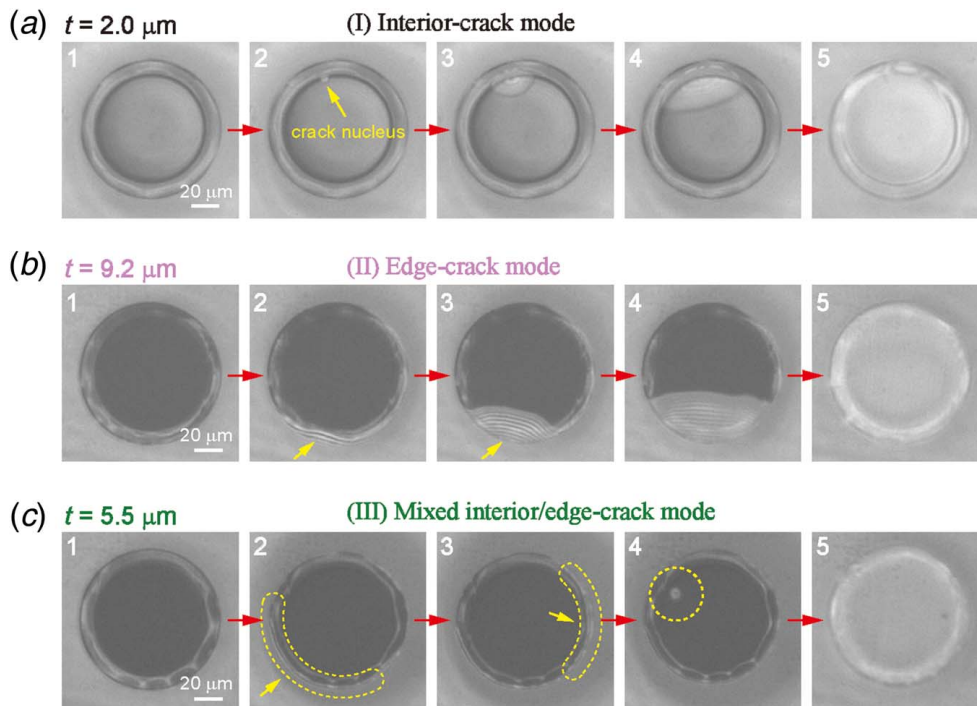 (a) t = 2.0 μm (I) Interior-crack mode
1 2 3 4 5
crack nucleus
20 μm
(b) t = 9.2 μm (II) Edge-crack mode
1 2 3 4 5
20 μm
(c) t = 5.5 μm (III) Mixed interior/edge-crack mode
1 2 3 4 5
20 μm